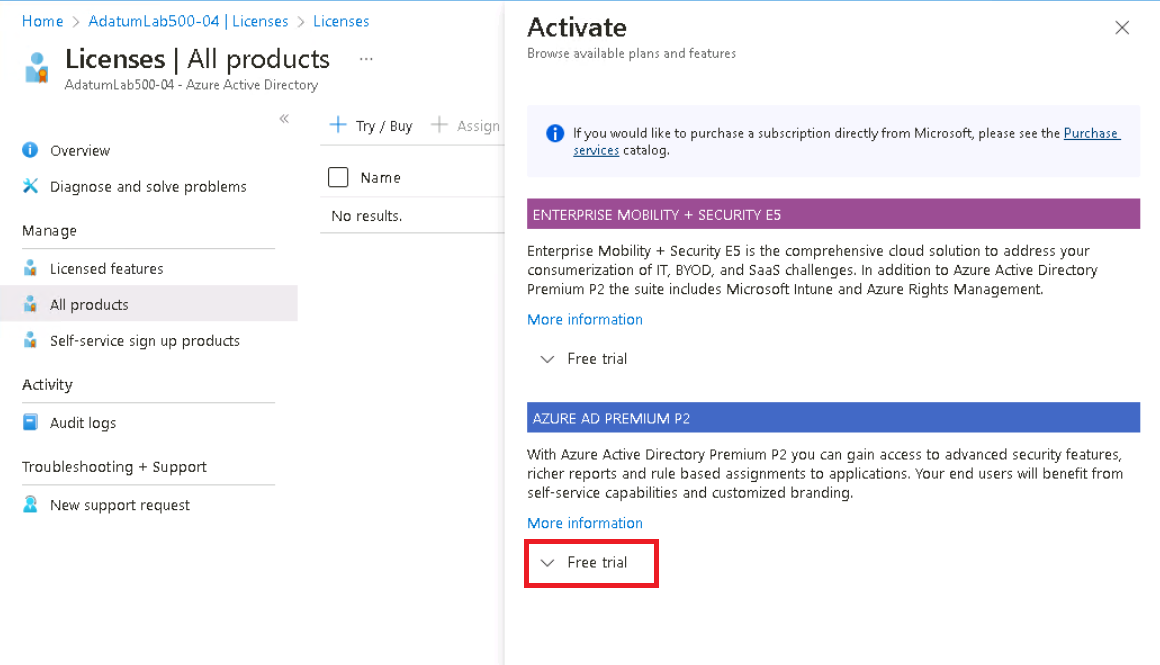 Home > AdatumLab500-04 | Licenses > Licenses
Licenses | All products ...
AdatumLab500-04 - Azure Active Directory
«
Overview
Diagnose and solve problems
Manage
Licensed features
All products
Self-service sign up products
Activity
Audit logs
Troubleshooting + Support
New support request
+ Try / Buy + Assign
Name
No results.
Activate
Browse available plans and features
If you would like to purchase a subscription directly from Microsoft, please see the Purchase
services catalog.
ENTERPRISE MOBILITY + SECURITY E5
Enterprise Mobility + Security E5 is the comprehensive cloud solution to address your
consumerization of IT, BYOD, and SaaS challenges. In addition to Azure Active Directory
Premium P2 the suite includes Microsoft Intune and Azure Rights Management.
More information
Free trial
AZURE AD PREMIUM P2
With Azure Active Directory Premium P2 you can gain access to advanced security features,
richer reports and rule based assignments to applications. Your end users will benefit from
self-service capabilities and customized branding.
More information
Free trial